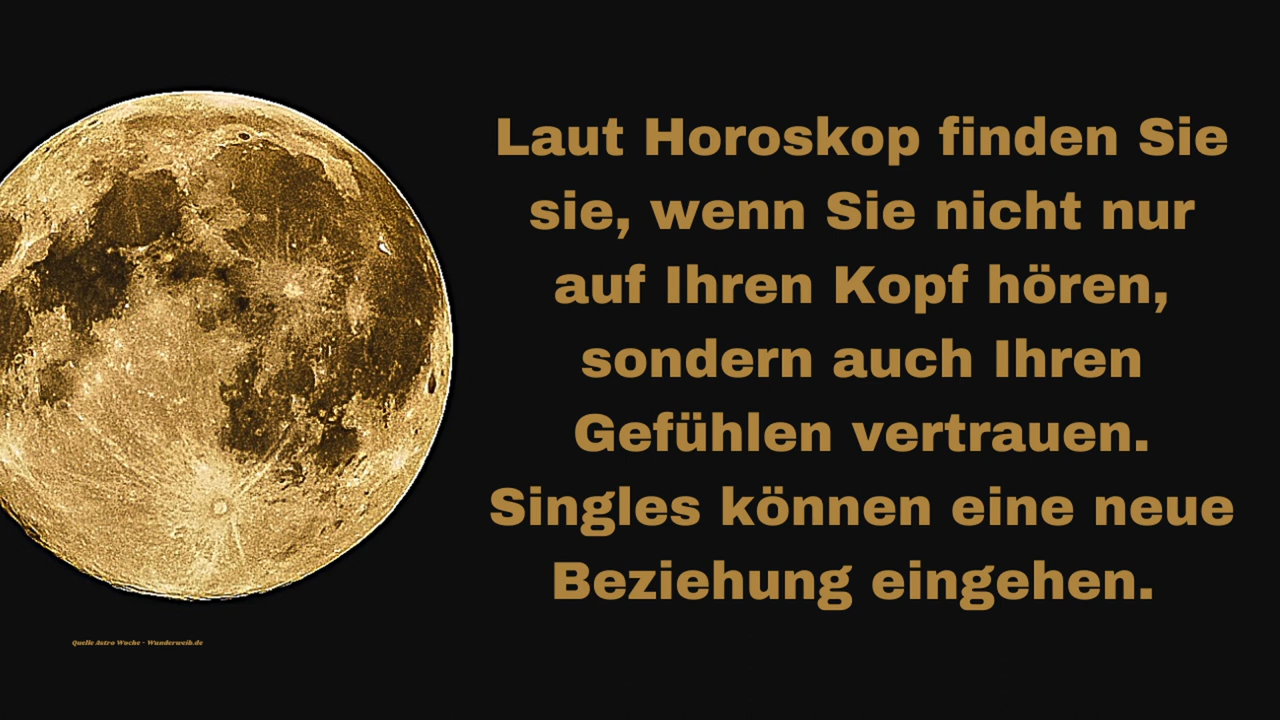 Laut Horoskop finden Sie
sie, wenn Sie nicht nur
auf Ihren Kopf hören,
sondern auch Ihren
Gefühlen vertrauen.
Singles können eine neue
Beziehung eingehen.
Quelle Astro Woche - Wunderweib.de